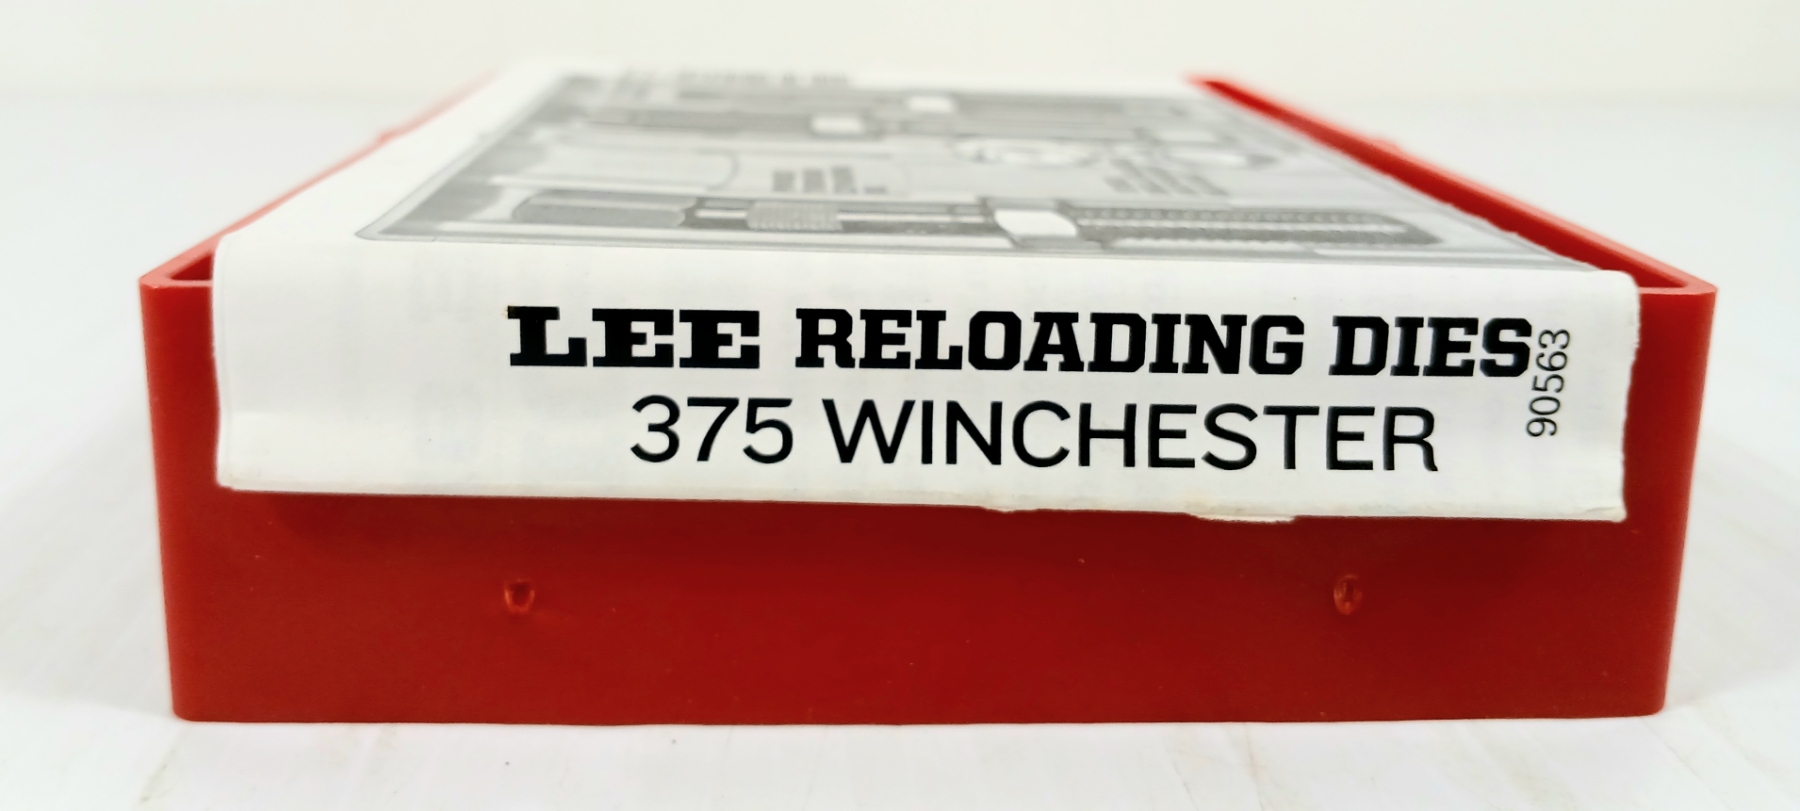 LEE RELOADING DIES
375 WINCHESTER
90563